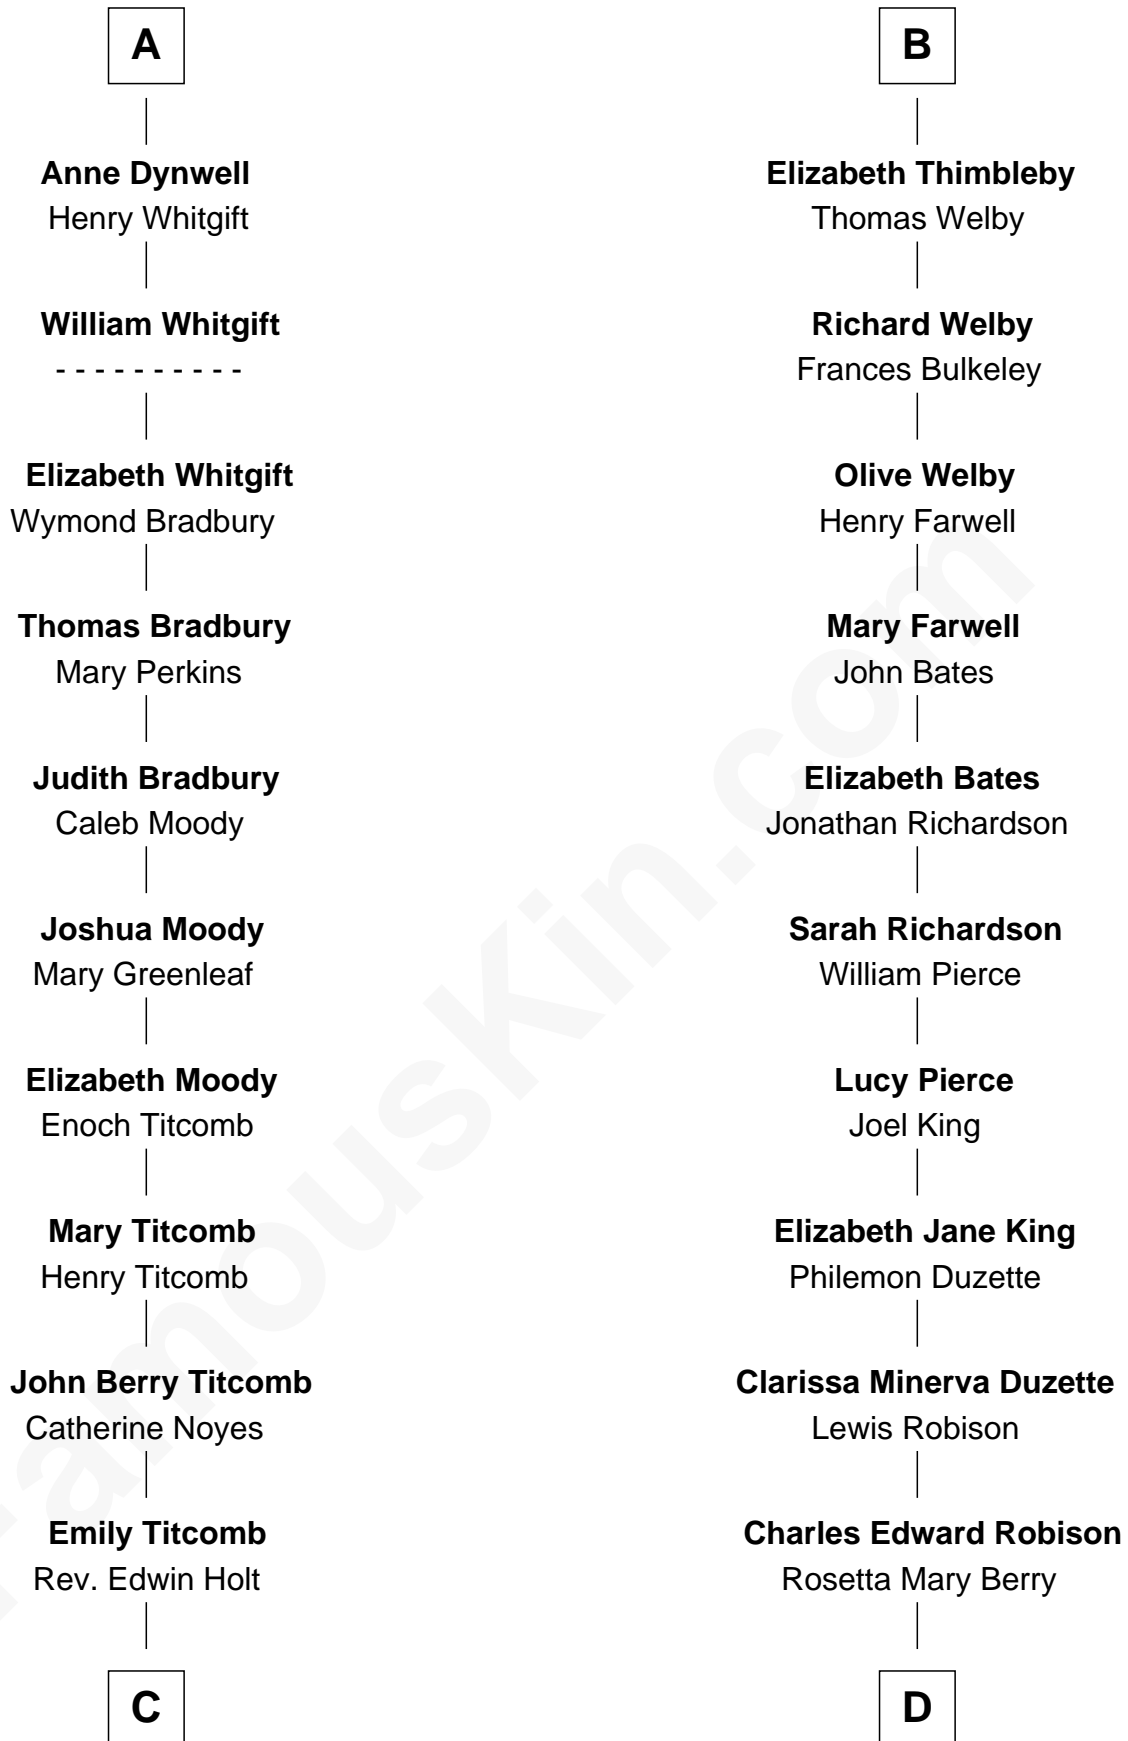 A
Anne Dynwell
Henry Whitgift
William Whitgift
- - - - - - - - - -
Elizabeth Whitgift
Wymond Bradbury
Thomas Bradbury
Mary Perkins
Judith Bradbury
Caleb Moody
Joshua Moody
Mary Greenleaf
Elizabeth Moody
Enoch Titcomb
Mary Titcomb
Henry Titcomb
John Berry Titcomb
Catherine Noyes
Emily Titcomb
Rev. Edwin Holt
C
B
Elizabeth Thimbleby
Thomas Welby
Richard Welby
Frances Bulkeley
Olive Welby
Henry Farwell
Mary Farwell
John Bates
Elizabeth Bates
Jonathan Richardson
Sarah Richardson
William Pierce
Lucy Pierce
Joel King
Elizabeth Jane King
Philemon Duzette
Clarissa Minerva Duzette
Lewis Robison
Charles Edward Robison
Rosetta Mary Berry
D
FamousKin.com